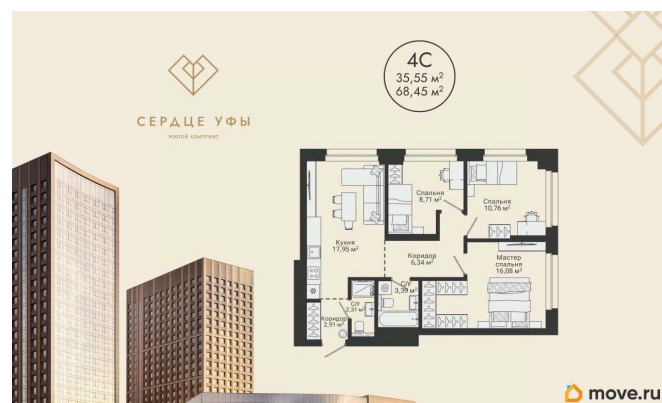 4С
35,55 м²
68,45 м²
СЕРДЦЕ УФЫ
жилой комплекс
Спальня
8,71 м²
Спальня
10,76 м²
Кухня
17,95 м²
Коридор
6,34 м²
Мастер
спальня
16,08 м²
С/У
3,39 м²
С/У
2,31 м²
Коридор
2,91 м²
move.ru